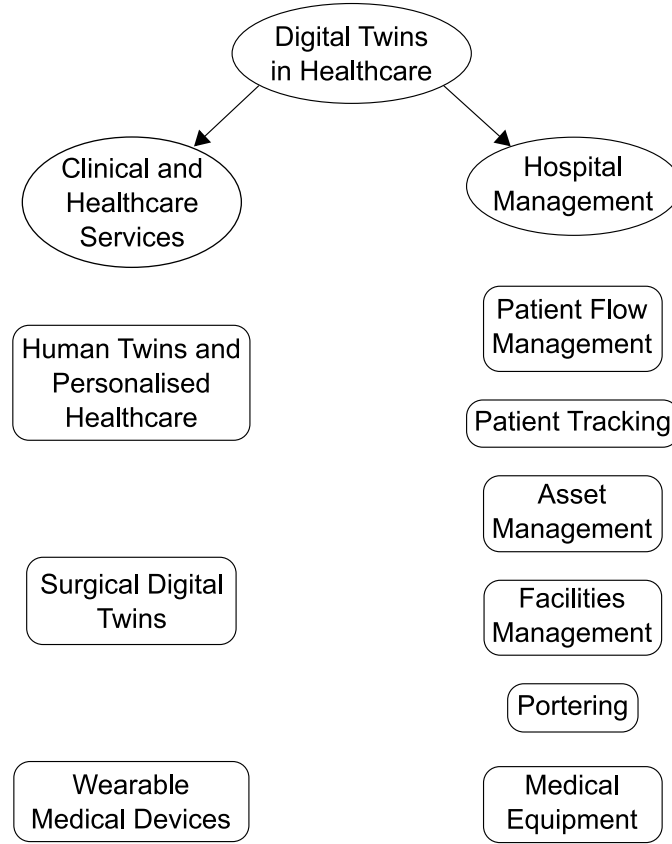 Digital Twins
in Healthcare
Clinical and
Healthcare
Services
Hospital
Management
Human Twins and
Personalised
Healthcare
Surgical Digital
Twins
Wearable
Medical Devices
Patient Flow
Management
Patient Tracking
Asset
Management
Facilities
Management
Portering
Medical
Equipment